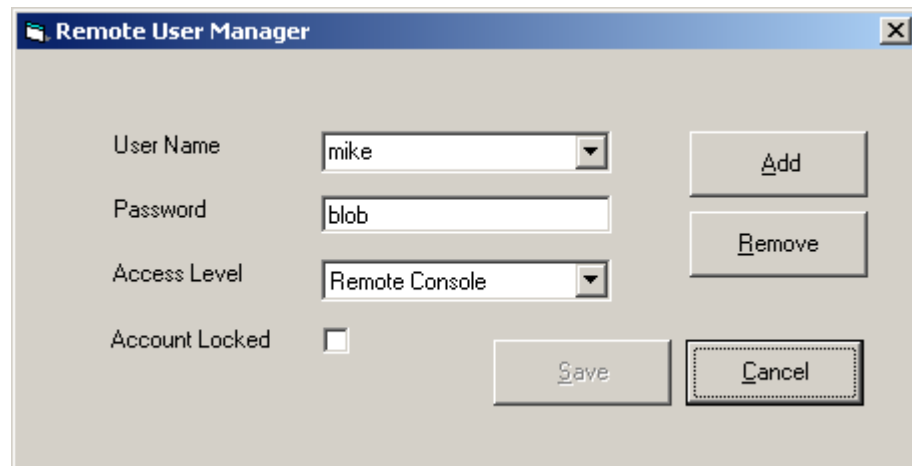 Remote User Manager
User Name
mike
Add
Password
blob
Remove
Access Level
Remote Console
Account Locked
Save
Cancel